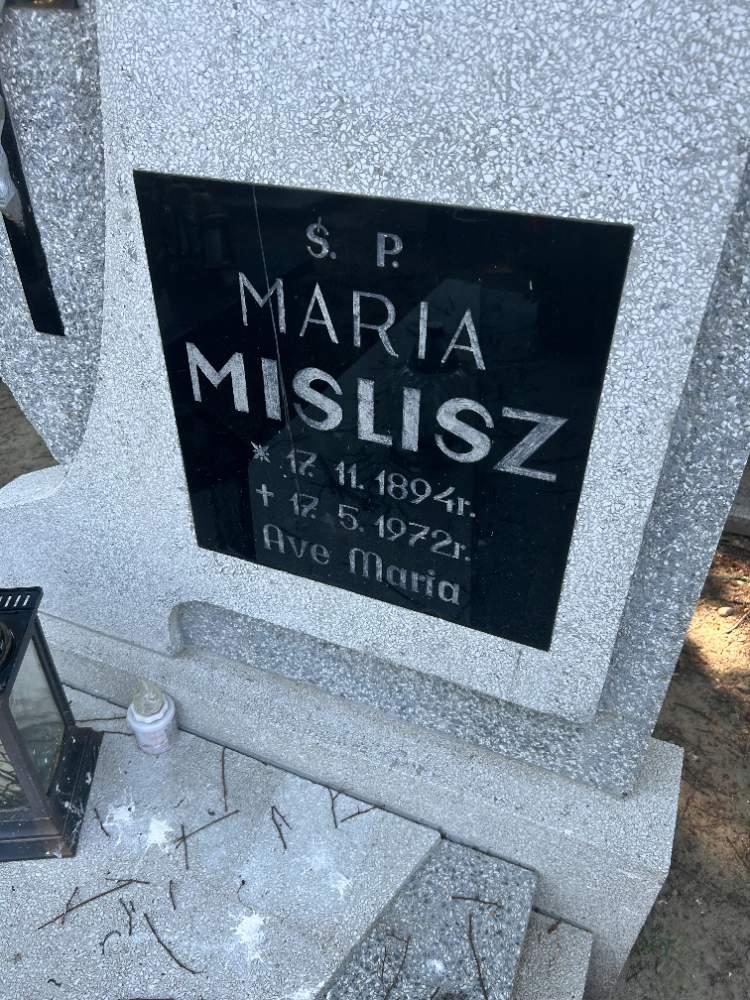 Ś. P.
MARIA
MISLISZ
* 17. 11. 1894r.
+ 17. 5. 1972r.
Ave Maria